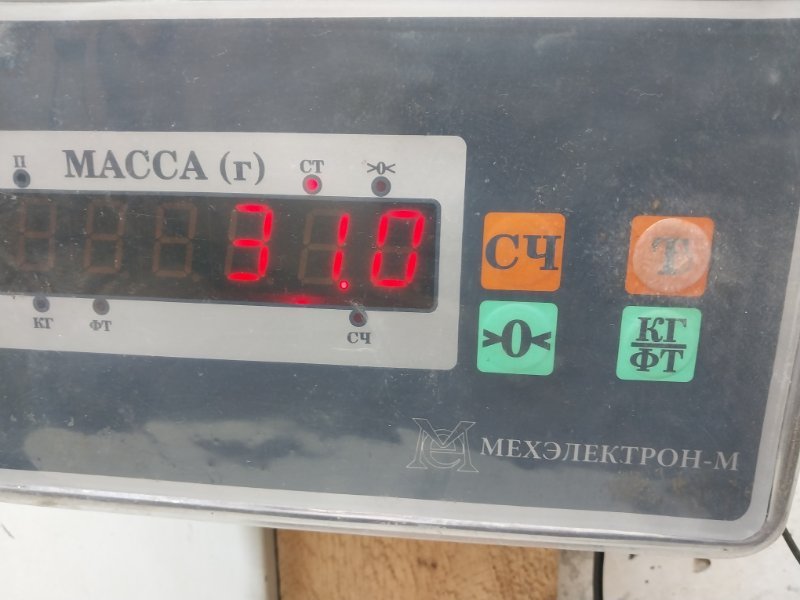 П МАССА (г) СТ >0<
31.0
КГ ФТ СЧ
СЧ Т
>0< КГ
ФТ
МЕХЭЛЕКТРОН-М